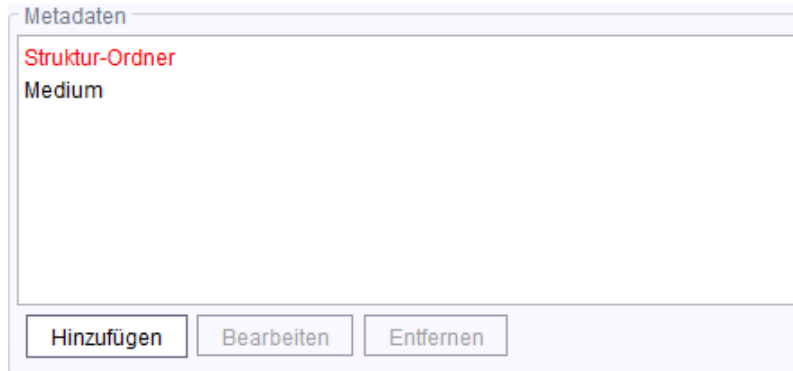 Metadaten
Struktur-Ordner
Medium
Hinzufügen Bearbeiten Entfernen